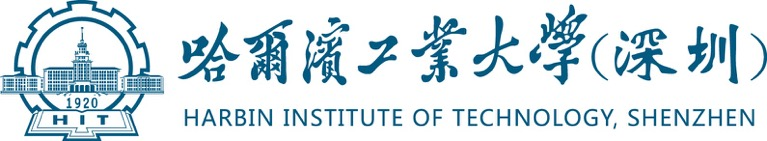 1920
HIT
哈爾濱工業大學(深圳)
HARBIN INSTITUTE OF TECHNOLOGY, SHENZHEN